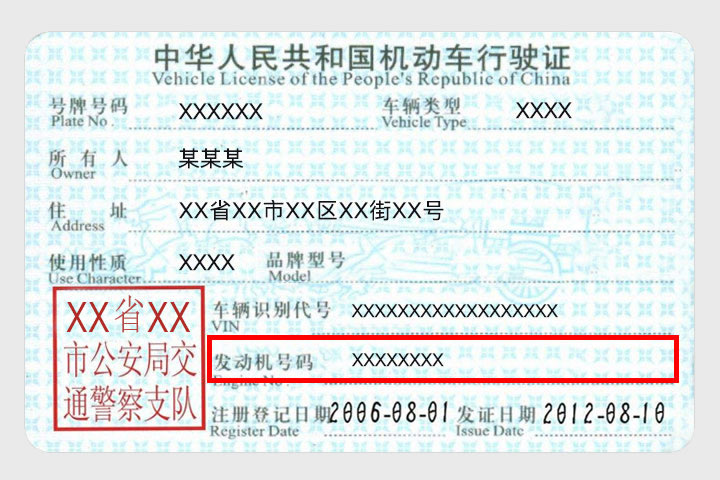 中华人民共和国机动车行驶证
Vehicle License of the People's Republic of China
号牌号码 XXXXXX 车辆类型 XXXX
Plate No. Vehicle Type
所有人 某某某
Owner
住址 XX省XX市XX区XX街XX号
Address
使用性质 XXXX 品牌型号
Use Character Model
XX省XX
市公安局交
通警察支队
车辆识别代号 XXXXXXXXXXXXXXXXXX
VIN
发动机号码 XXXXXXXX
Engine No.
注册登记日期 2006-08-01 发证日期 2012-08-10
Register Date Issue Date